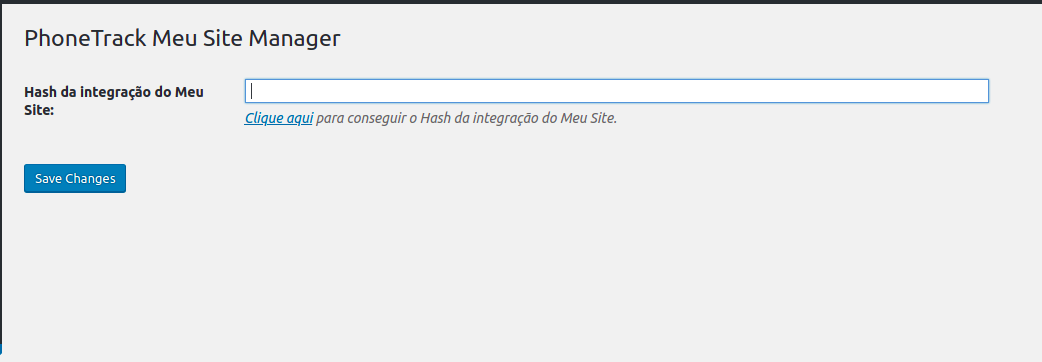 PhoneTrack Meu Site Manager
Hash da integração do Meu
Site:
Clique aqui para conseguir o Hash da integração do Meu Site.
Save Changes